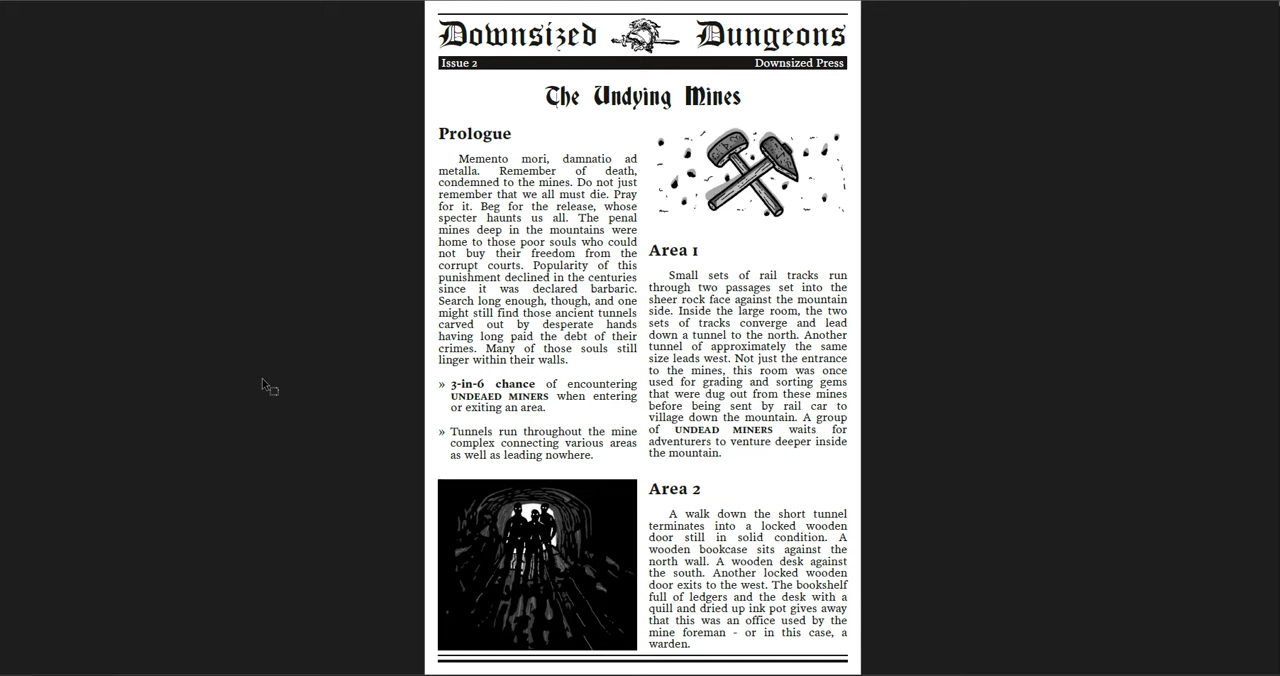 Downsized Dungeons
Issue 2 Downsized Press
The Undying Mines
Prologue
Memento mori, damnatio ad
metalla. Remember of death,
condemned to the mines. Do not just
remember that we all must die. Pray
for it. Beg for the release, whose
specter haunts us all. The penal
mines deep in the mountains were
home to those poor souls who could
not buy their freedom from the
corrupt courts. Popularity of this
punishment declined in the centuries
since it was declared barbaric.
Search long enough, though, and one
might still find those ancient tunnels
carved out by desperate hands
having long paid the debt of their
crimes. Many of those souls still
linger within their walls.
» 3-in-6 chance of encountering
UNDEAED MINERS when entering
or exiting an area.
» Tunnels run throughout the mine
complex connecting various areas
as well as leading nowhere.
Area 1
Small sets of rail tracks run
through two passages set into the
sheer rock face against the mountain
side. Inside the large room, the two
sets of tracks converge and lead
down a tunnel to the north. Another
tunnel of approximately the same
size leads west. Not just the entrance
to the mines, this room was once
used for grading and sorting gems
that were dug out from these mines
before being sent by rail car to
village down the mountain. A group
of UNDEAD MINERS waits for
adventurers to venture deeper inside
the mountain.
Area 2
A walk down the short tunnel
terminates into a locked wooden
door still in solid condition. A
wooden bookcase sits against the
north wall. A wooden desk against
the south. Another locked wooden
door exits to the west. The bookshelf
full of ledgers and the desk with a
quill and dried up ink pot gives away
that this was an office used by the
mine foreman - or in this case, a
warden.